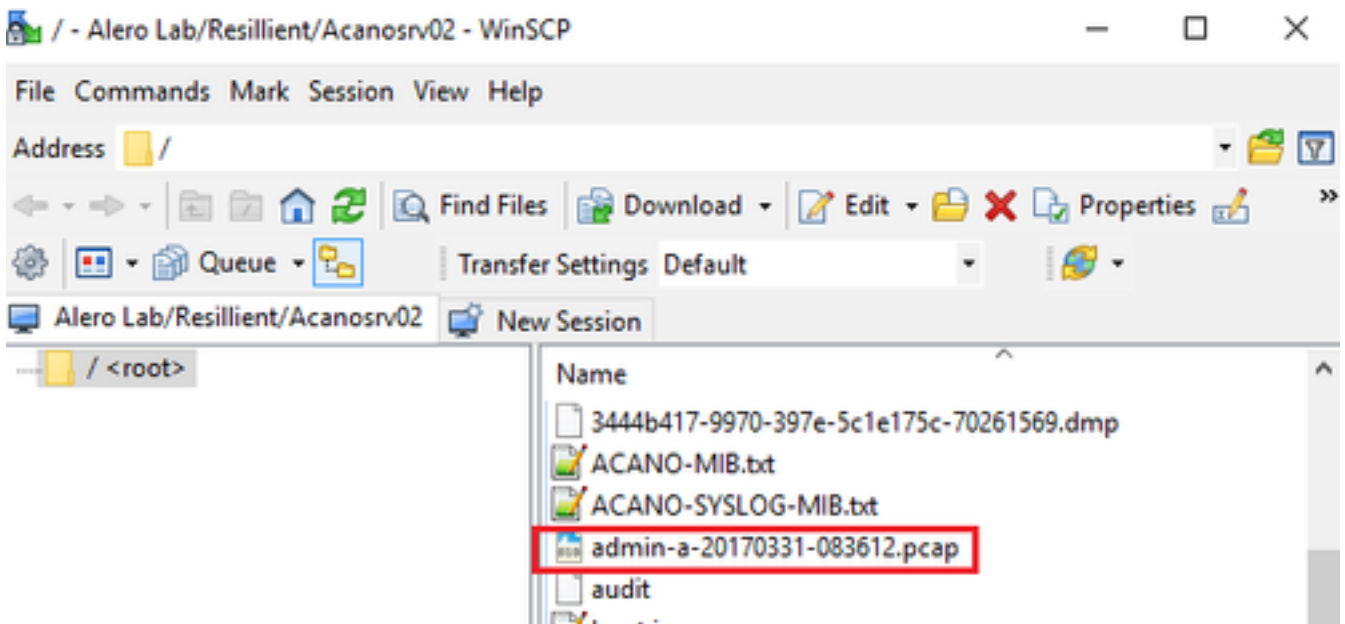 / - Alero Lab/Resillient/Acanosrv02 - WinSCP
File Commands Mark Session View Help
Address / 
Find Files Download Edit Properties »
Queue Transfer Settings Default
Alero Lab/Resillient/Acanosrv02 New Session
/ <root>
Name
3444b417-9970-397e-5c1e175c-70261569.dmp
ACANO-MIB.txt
ACANO-SYSLOG-MIB.txt
admin-a-20170331-083612.pcap
audit